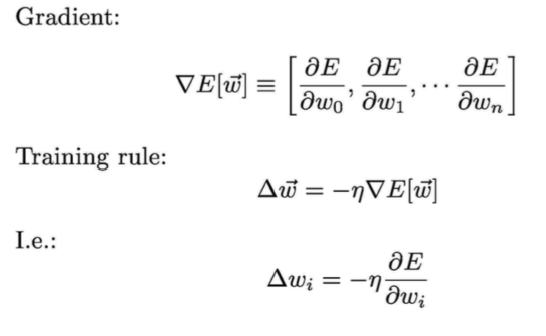 Gradient:
∇E[w⃗] ≡ [∂E/∂w₀, ∂E/∂w₁, ⋯ ∂E/∂wₙ]
Training rule:
Δw⃗ = −η∇E[w⃗]
I.e.:
Δwᵢ = −η ∂E/∂wᵢ